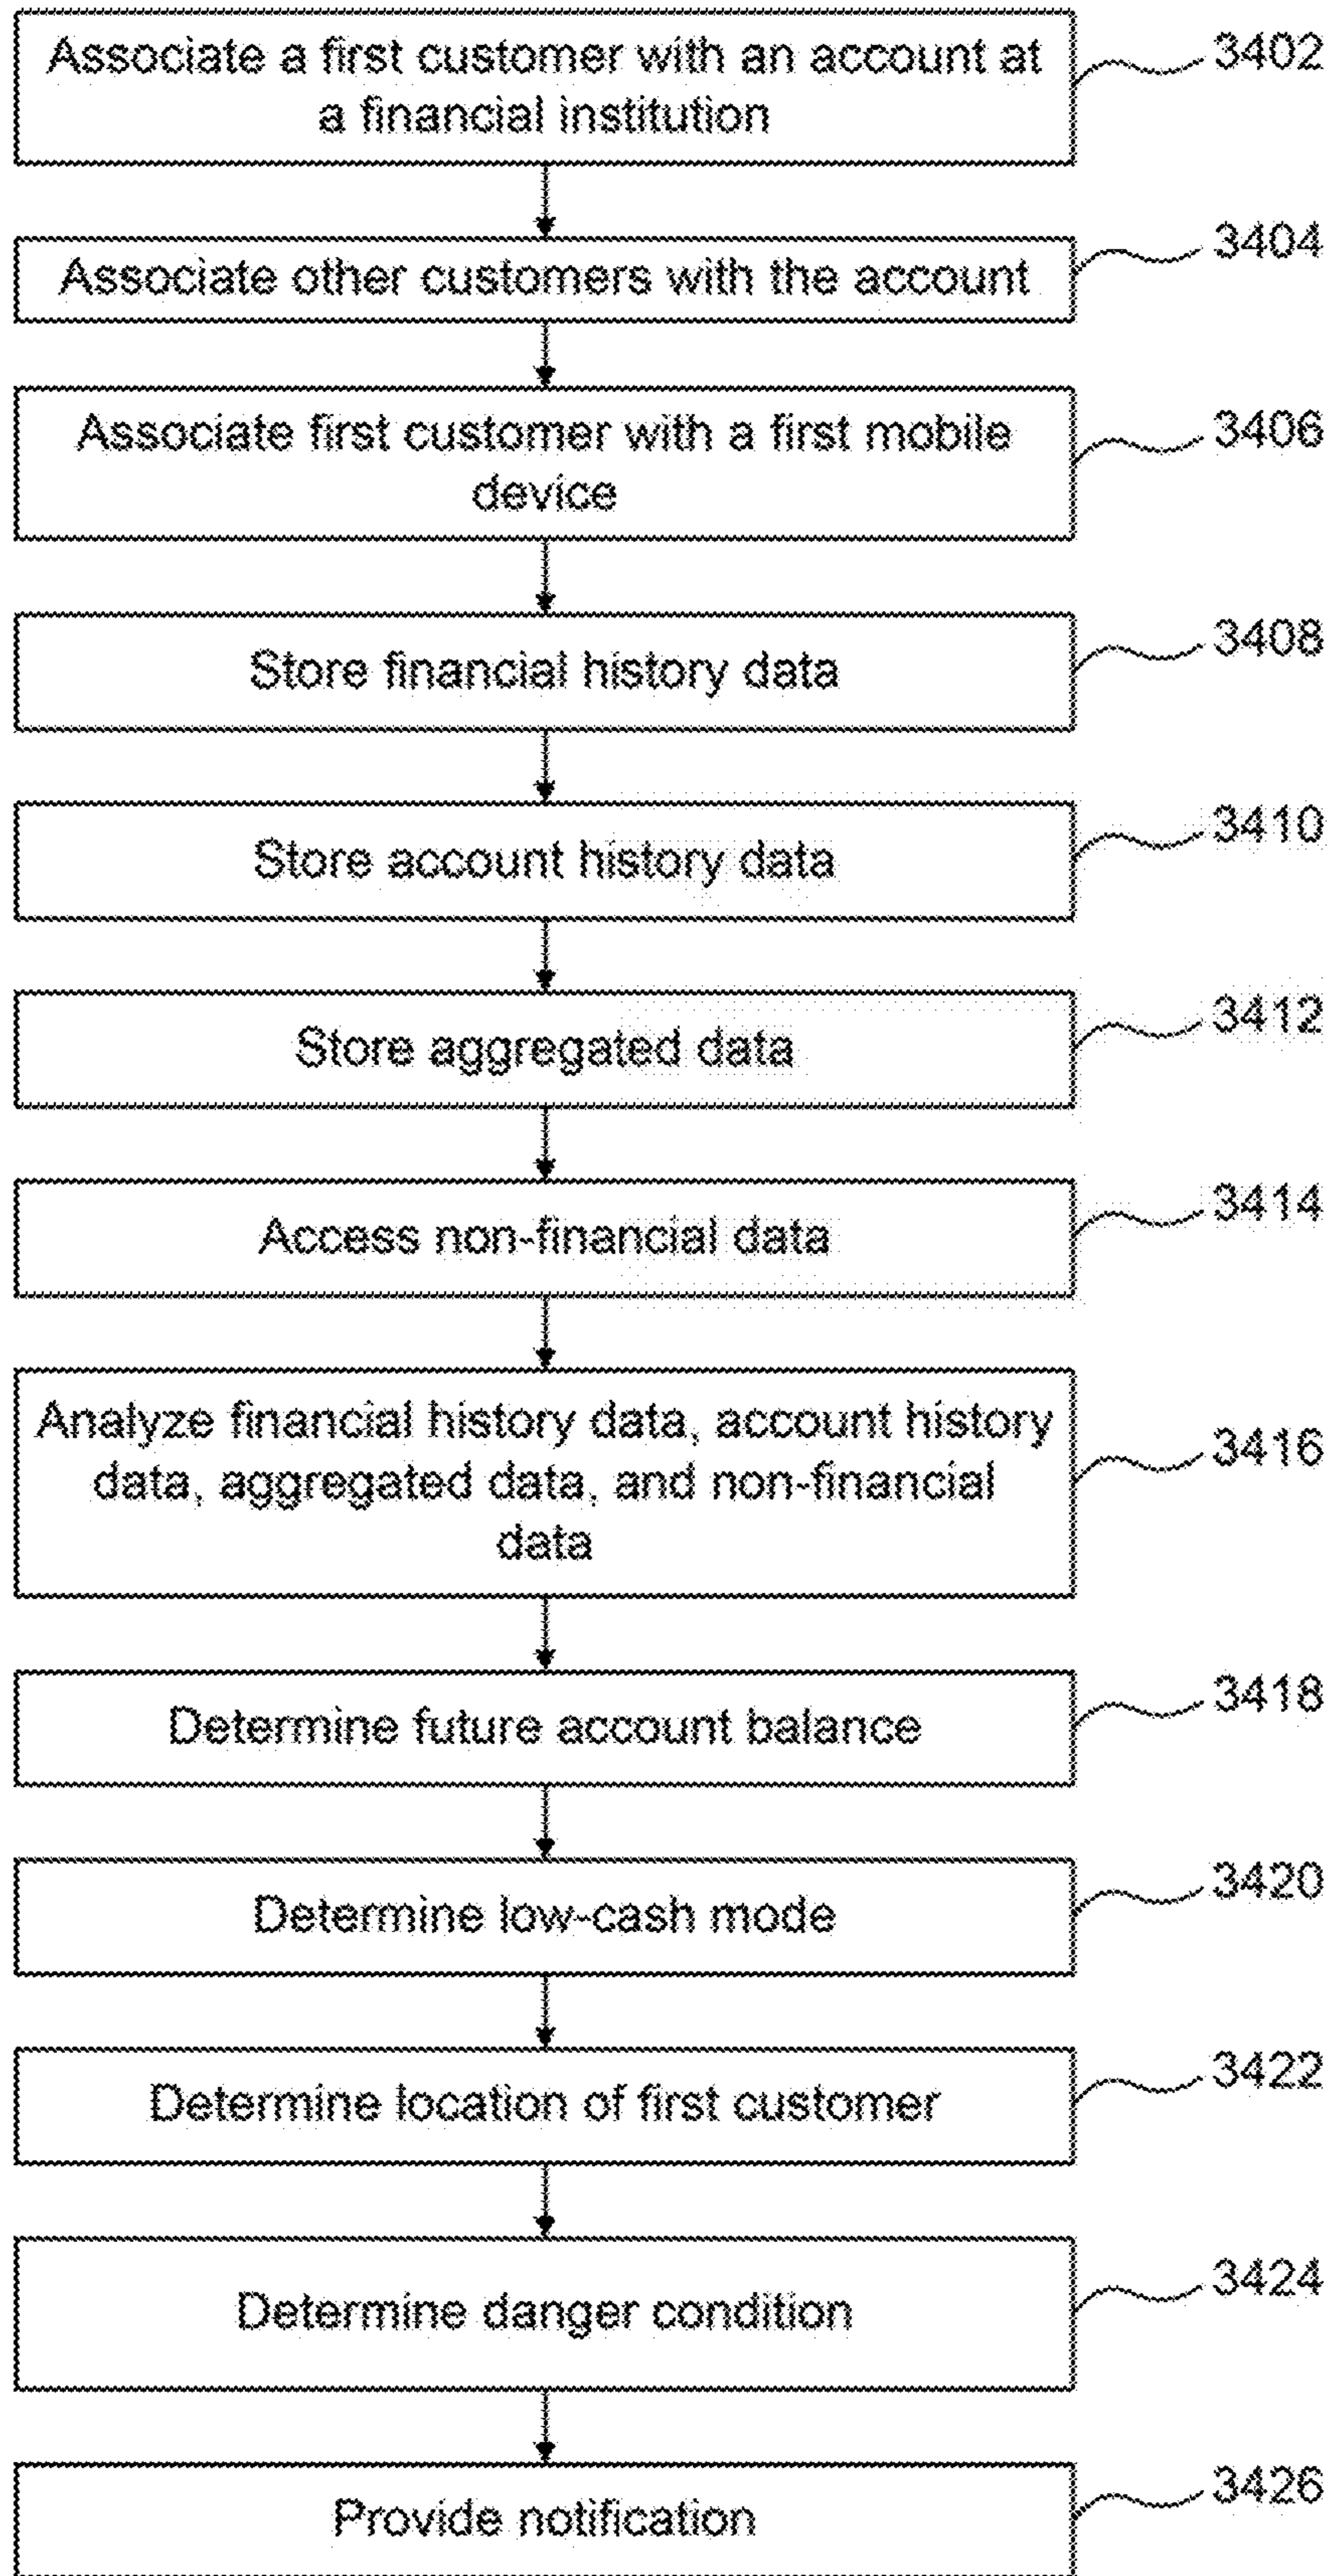 Associate a first customer with an account at
a financial institution
3402
Associate other customers with the account
3404
Associate first customer with a first mobile
device
3406
Store financial history data
3408
Store account history data
3410
Store aggregated data
3412
Access non-financial data
3414
Analyze financial history data, account history
data, aggregated data, and non-financial
data
3416
Determine future account balance
3418
Determine low-cash mode
3420
Determine location of first customer
3422
Determine danger condition
3424
Provide notification
3426